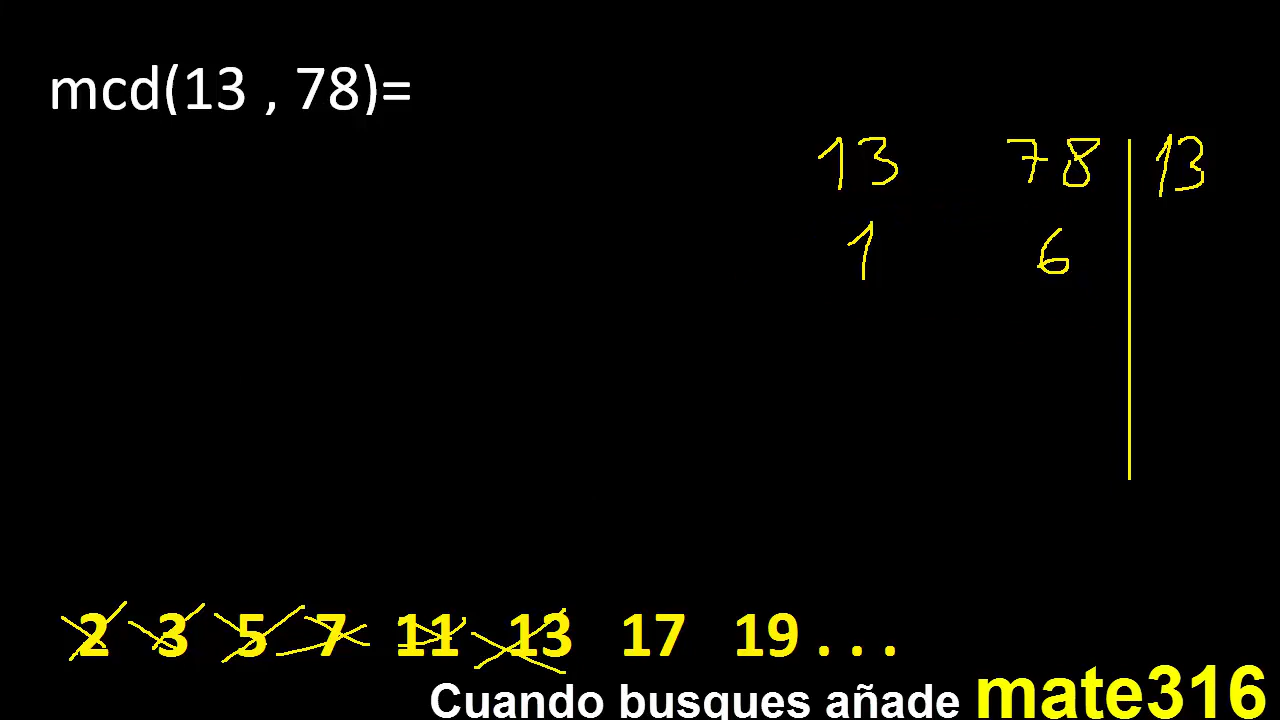 mcd(13 , 78)=
13 78 13
1 6
2 3 5 7 11 13 17 19 . . .
Cuando busques añade mate316